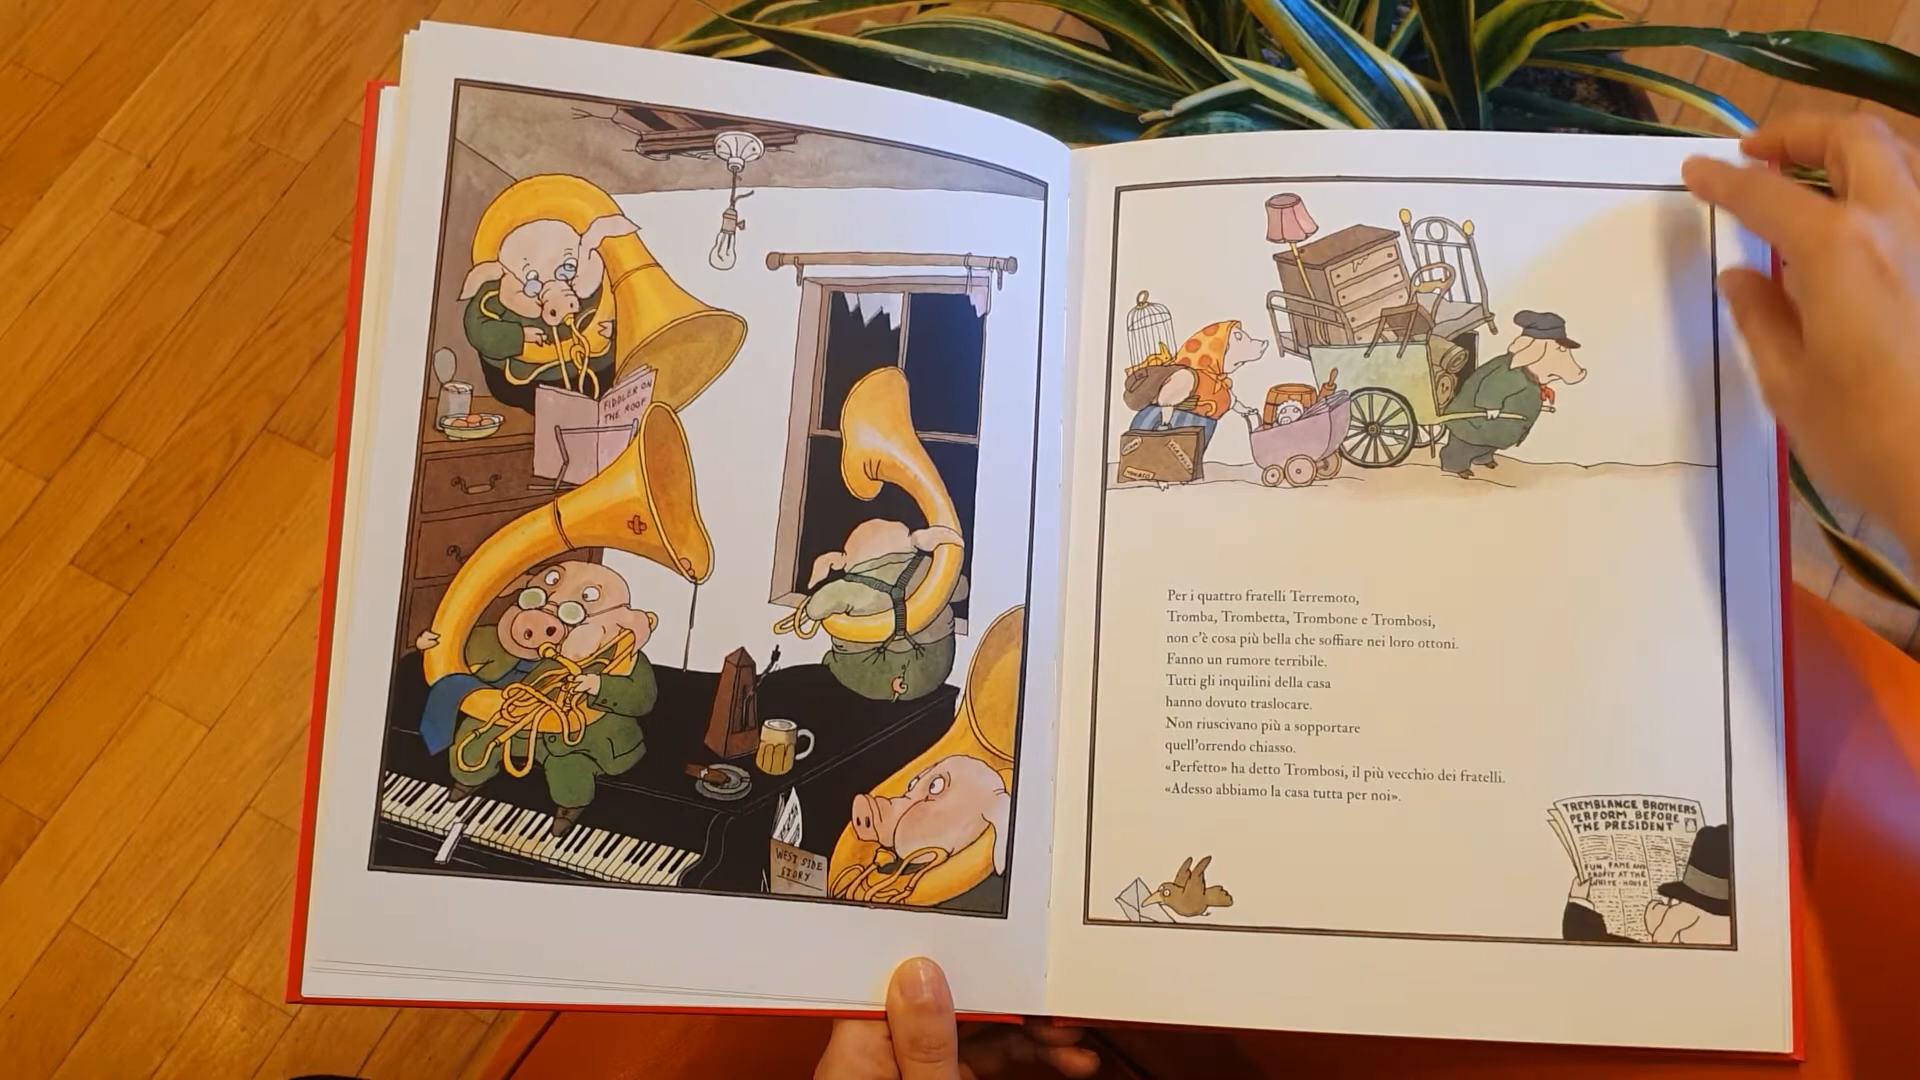 FIDDLER ON
THE ROOF
WEST SIDE
STORY
Per i quattro fratelli Terremoto,
Tromba, Trombetta, Trombone e Trombosi,
non c'è cosa più bella che soffiare nei loro ottoni.
Fanno un rumore terribile.
Tutti gli inquilini della casa
hanno dovuto traslocare.
Non riuscivano più a sopportare
quell'orrendo chiasso.
«Perfetto» ha detto Trombosi, il più vecchio dei fratelli.
«Adesso abbiamo la casa tutta per noi».
TREMBLANCE BROTHERS
PERFORM BEFORE
THE PRESIDENT
FUN, FAME AND
PROFIT AT THE
WHITE-HOUSE